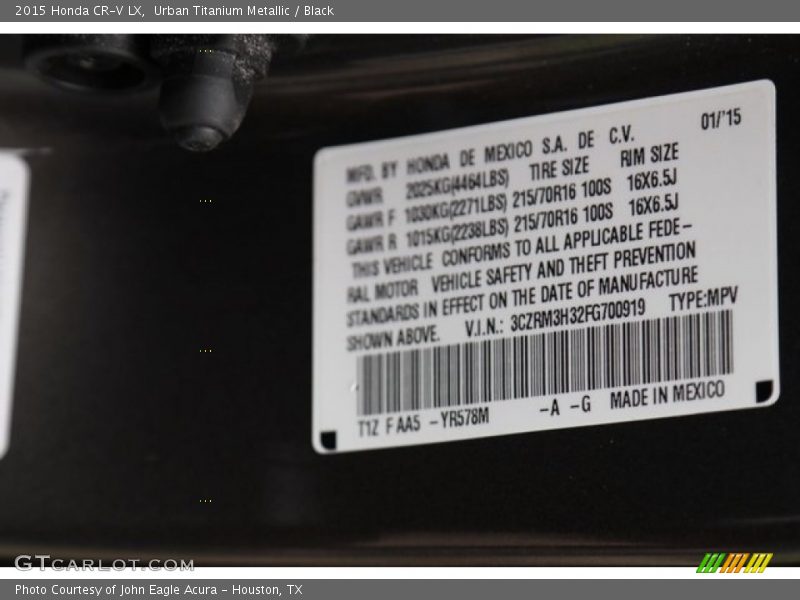 2015 Honda CR-V LX, Urban Titanium Metallic / Black
01/'15
MFD. BY HONDA DE MEXICO S.A. DE C.V.
GVWR 2025KG(4464LBS) TIRE SIZE RIM SIZE
GAWR F 1030KG(2271LBS) 215/70R16 100S 16X6.5J
GAWR R 1015KG(2238LBS) 215/70R16 100S 16X6.5J
THIS VEHICLE CONFORMS TO ALL APPLICABLE FEDE-
RAL MOTOR VEHICLE SAFETY AND THEFT PREVENTION
STANDARDS IN EFFECT ON THE DATE OF MANUFACTURE
SHOWN ABOVE. V.I.N.: 3CZRM3H32FG700919 TYPE:MPV
T1Z FAA5 -YR578M -A -G MADE IN MEXICO
GTCARLOT.COM
Photo Courtesy of John Eagle Acura - Houston, TX